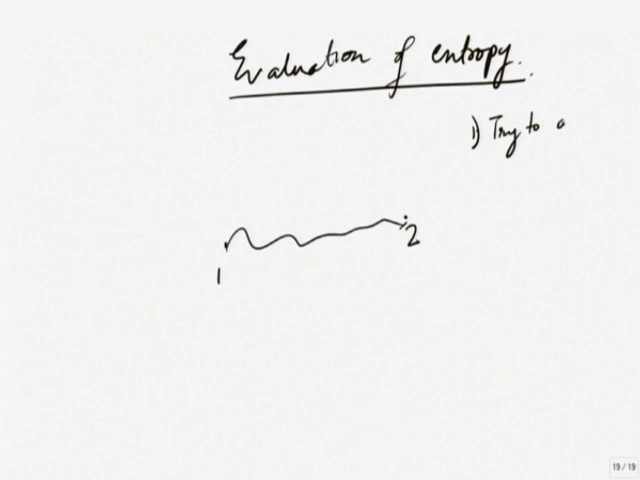 Evaluation of entropy.
1) Try to a
1
2
19 / 19